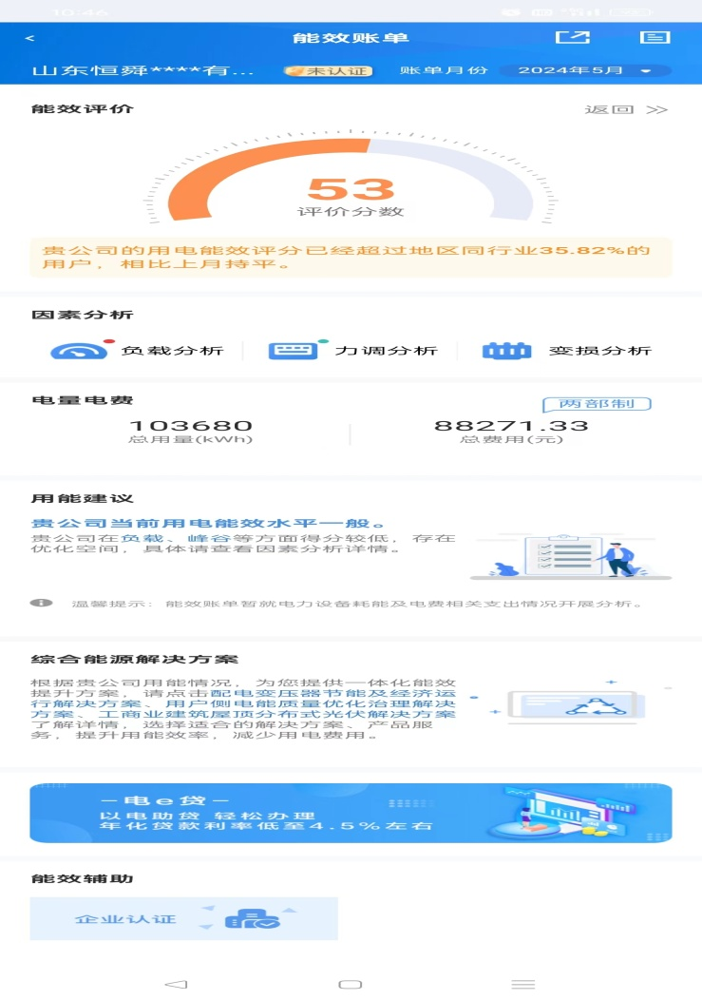 10:46
<
能效账单
山东恒舜****有...
未认证
账单月份
2024年5月
能效评价
返回 >>
53
评价分数
贵公司的用电能效评分已经超过地区同行业35.82%的
用户，相比上月持平。
因素分析
负载分析
力调分析
变损分析
电量电费
两部制
103680
88271.33
总用量(kWh)
总费用(元)
用能建议
贵公司当前用电能效水平一般。
贵公司在负载、峰谷等方面得分较低，存在
优化空间，具体请查看因素分析详情。
温馨提示：能效账单暂就电力设备耗能及电费相关支出情况开展分析。
综合能源解决方案
根据贵公司用能情况，为您提供一体化能效
提升方案，请点击配电变压器节能及经济运
行解决方案、用户侧电能质量优化治理解决
方案、工商业建筑屋顶分布式光伏解决方案
了解详情，选择适合的解决方案、产品服
务，提升用能效率，减少用电费用。
-电e贷-
以电助贷 轻松办理
年化贷款利率低至4.5%左右
能效辅助
企业认证